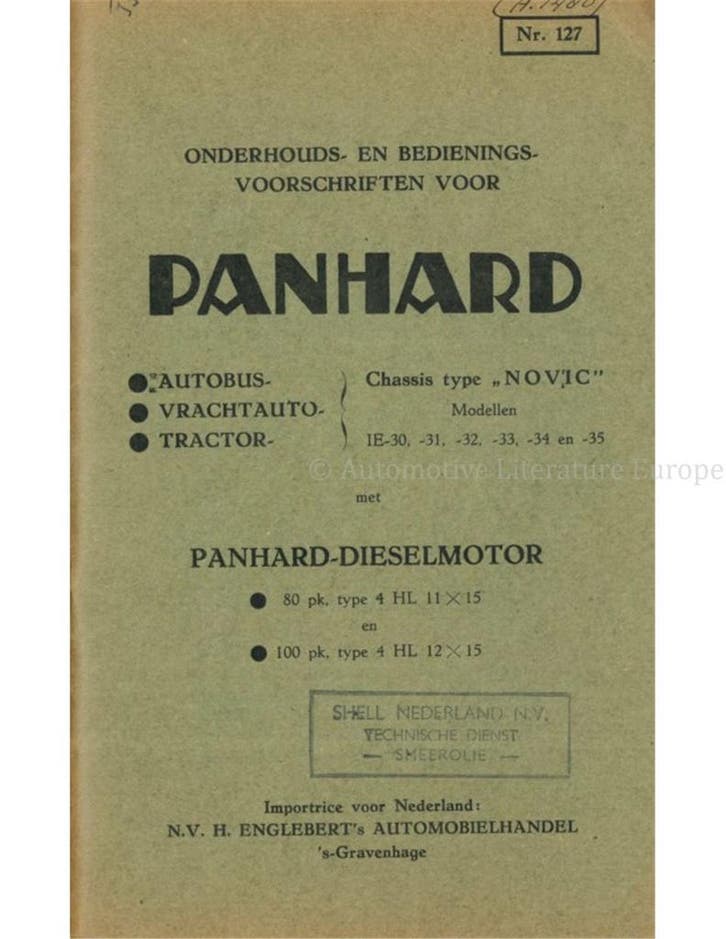 (A.1480)
Nr. 127
ONDERHOUDS- EN BEDIENINGS-
VOORSCHRIFTEN VOOR
PANHARD
AUTOBUS-
VRACHTAUTO-
TRACTOR-
Chassis type „NOVIC"
Modellen
IE-30, -31, -32, -33, -34 en -35
© Automotive Literature Europe
met
PANHARD-DIESELMOTOR
80 pk, type 4 HL 11×15
en
100 pk, type 4 HL 12×15
SHELL NEDERLAND N.V.
TECHNISCHE DIENST
— SMEEROLIE —
Importrice voor Nederland:
N.V. H. ENGLEBERT's AUTOMOBIELHANDEL
's-Gravenhage